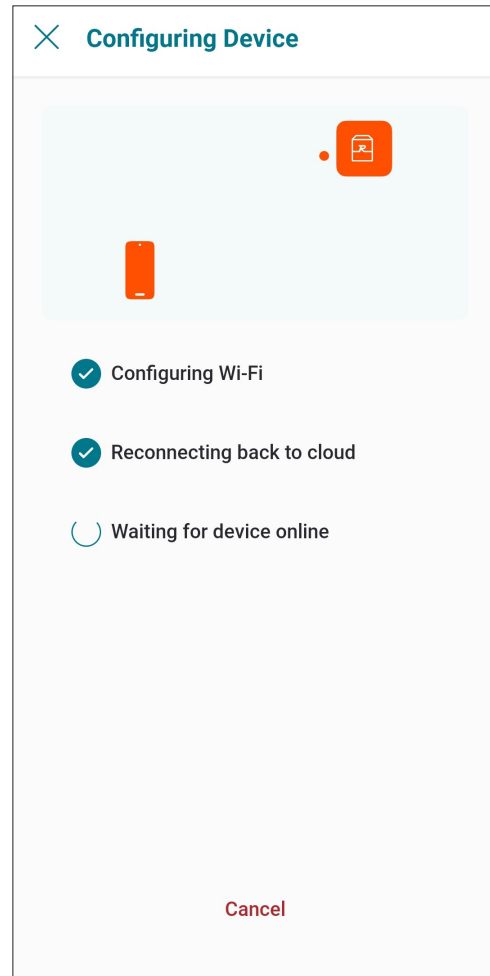 Configuring Device
Configuring Wi-Fi
Reconnecting back to cloud
Waiting for device online
Cancel